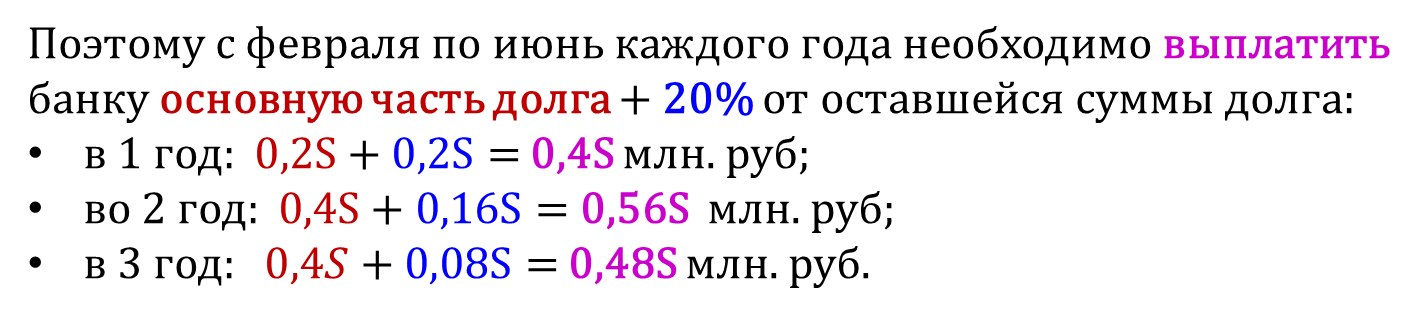 Поэтому с февраля по июнь каждого года необходимо выплатить
банку основную часть долга + 20% от оставшейся суммы долга:
• в 1 год: 0,2S + 0,2S = 0,4S млн. руб;
• во 2 год: 0,4S + 0,16S = 0,56S млн. руб;
• в 3 год: 0,4S + 0,08S = 0,48S млн. руб.